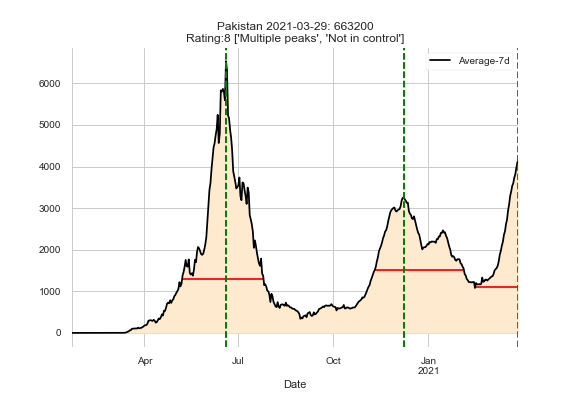 Pakistan 2021-03-29: 663200
Rating:8 ['Multiple peaks', 'Not in control']
Average-7d
6000
5000
4000
3000
2000
1000
0
Apr
Jul
Oct
Jan
2021
Date